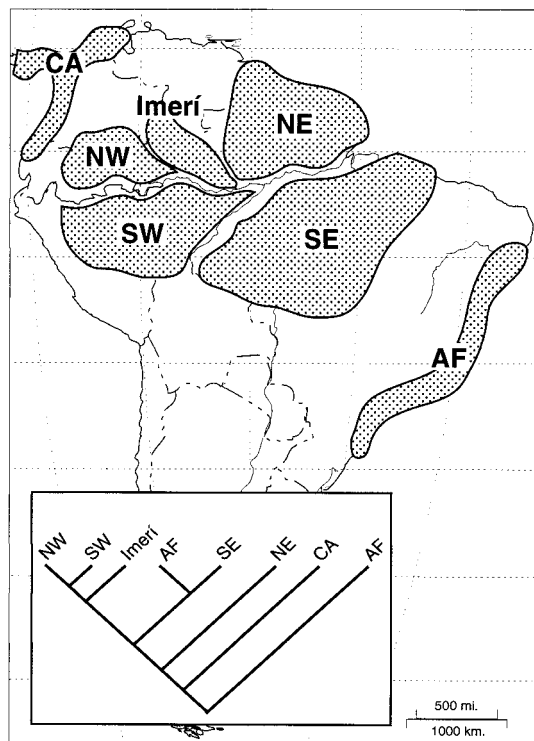 CA
Imerí
NE
NW
SW
SE
AF
NW SW Imerí AF SE NE CA AF
500 mi.
1000 km.